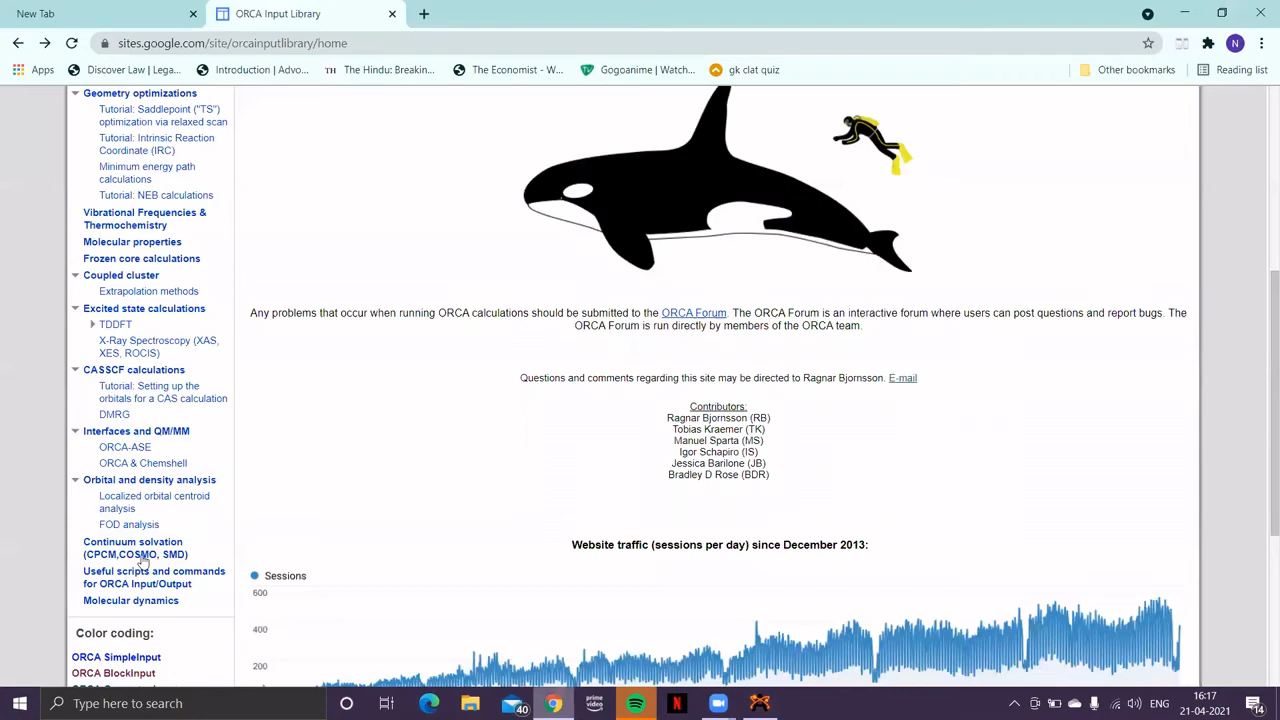 New Tab
ORCA Input Library
sites.google.com/site/orcainputlibrary/home
N
Apps
Discover Law | Lega...
Introduction | Advo...
TH The Hindu: Breakin...
The Economist - W...
Gogoanime | Watch...
gk clat quiz
Other bookmarks
Reading list
Geometry optimizations
Tutorial: Saddlepoint ("TS")
optimization via relaxed scan
Tutorial: Intrinsic Reaction
Coordinate (IRC)
Minimum energy path
calculations
Tutorial: NEB calculations
Vibrational Frequencies &
Thermochemistry
Molecular properties
Frozen core calculations
Coupled cluster
Extrapolation methods
Excited state calculations
TDDFT
X-Ray Spectroscopy (XAS,
XES, ROCIS)
CASSCF calculations
Tutorial: Setting up the
orbitals for a CAS calculation
DMRG
Interfaces and QM/MM
ORCA-ASE
ORCA & Chemshell
Orbital and density analysis
Localized orbital centroid
analysis
FOD analysis
Continuum solvation
(CPCM,COSMO, SMD)
Useful scripts and commands
for ORCA Input/Output
Molecular dynamics
Color coding:
ORCA SimpleInput
ORCA BlockInput
Any problems that occur when running ORCA calculations should be submitted to the ORCA Forum. The ORCA Forum is an interactive forum where users can post questions and report bugs. The
ORCA Forum is run directly by members of the ORCA team.
Questions and comments regarding this site may be directed to Ragnar Bjornsson. E-mail
Contributors:
Ragnar Bjornsson (RB)
Tobias Kraemer (TK)
Manuel Sparta (MS)
Igor Schapiro (IS)
Jessica Barilone (JB)
Bradley D Rose (BDR)
Website traffic (sessions per day) since December 2013:
Sessions
600
400
200
Type here to search
prime
video
40
N
ENG
16:17
21-04-2021
14